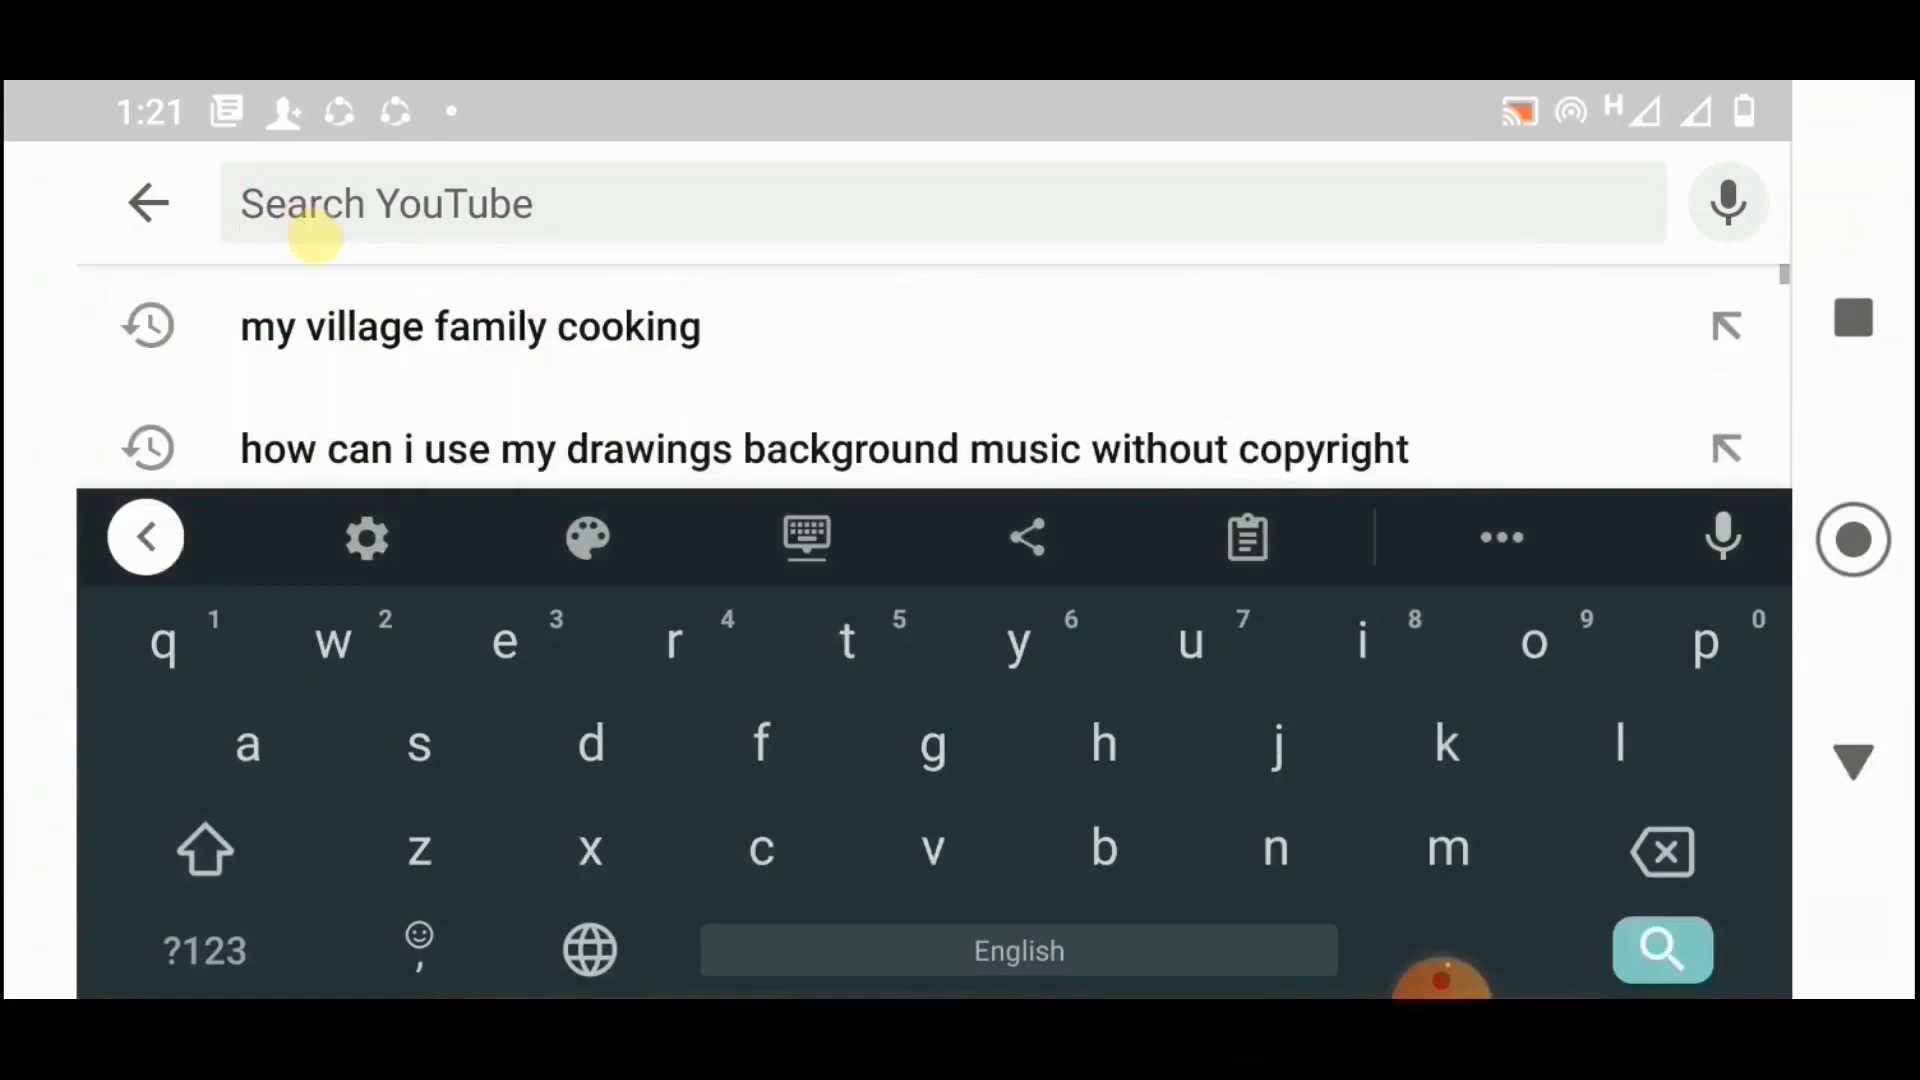 1:21 H
Search YouTube
my village family cooking
how can i use my drawings background music without copyright
q 1 w 2 e 3 r 4 t 5 y 6 u 7 i 8 o 9 p 0
a s d f g h j k l
z x c v b n m
?123 , English